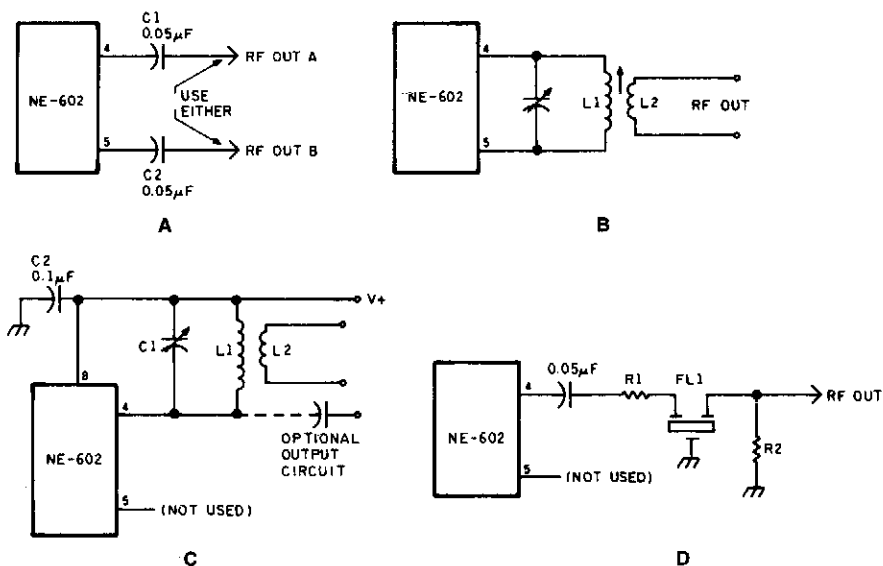 C1
0.05µF
4
RF OUT A
NE-602
USE
EITHER
5
RF OUT B
C2
0.05µF
A
4
NE-602
L1
L2
RF OUT
5
B
C2
0.1µF
V+
C1
L1
L2
8
4
NE-602
OPTIONAL
OUTPUT
CIRCUIT
5
(NOT USED)
C
0.05µF
R1
FL1
4
RF OUT
NE-602
R2
5
(NOT USED)
D